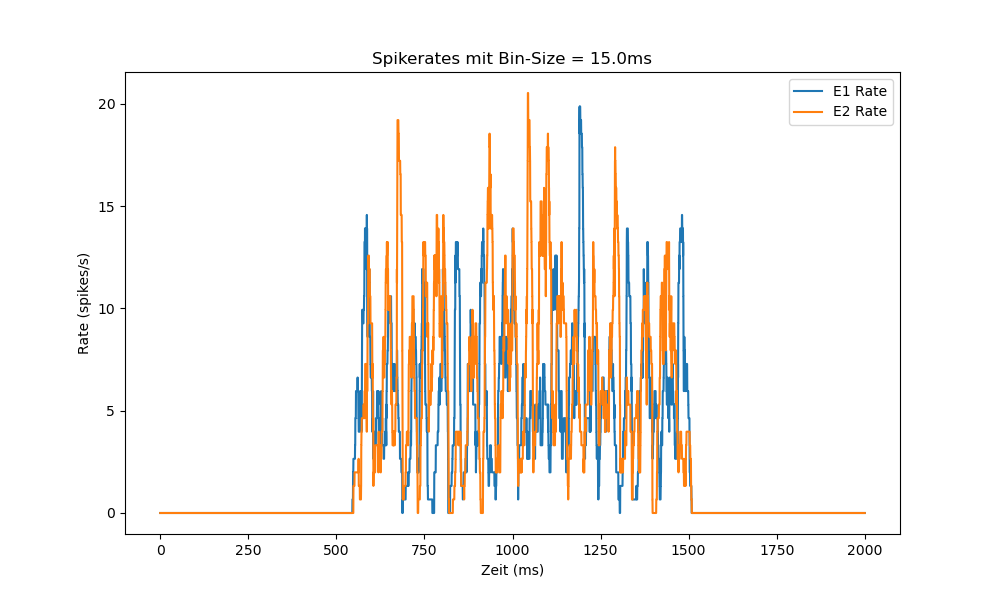 Spikerates mit Bin-Size = 15.0ms
E1 Rate
E2 Rate
Rate (spikes/s)
20
15
10
5
0
0 250 500 750 1000 1250 1500 1750 2000
Zeit (ms)